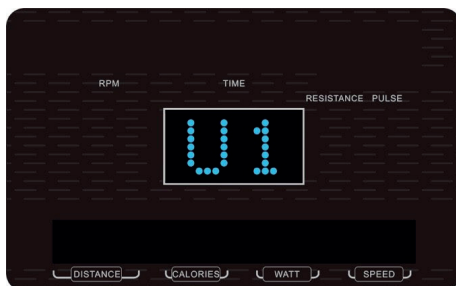 RPM
TIME
RESISTANCE PULSE
U1
DISTANCE CALORIES WATT SPEED